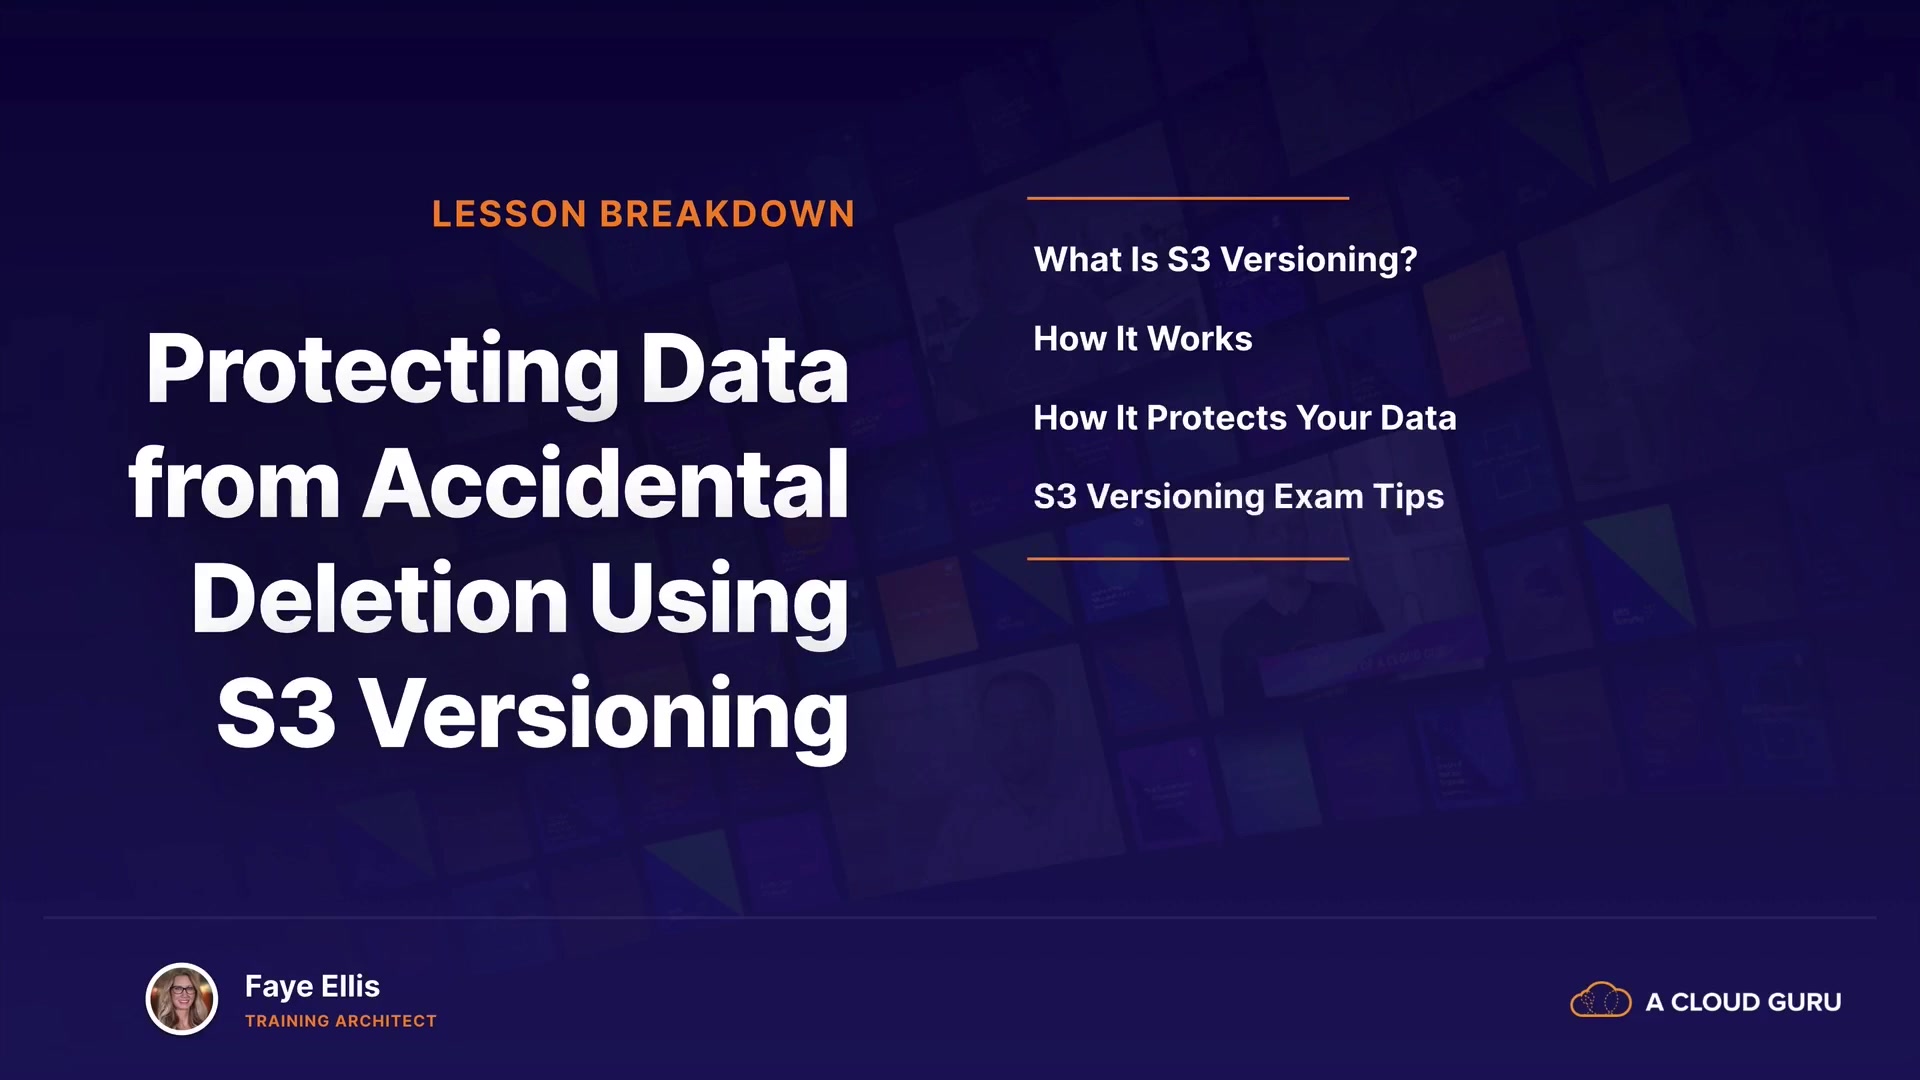 LESSON BREAKDOWN
Protecting Data
from Accidental
Deletion Using
S3 Versioning
What Is S3 Versioning?
How It Works
How It Protects Your Data
S3 Versioning Exam Tips
Faye Ellis
TRAINING ARCHITECT
A CLOUD GURU